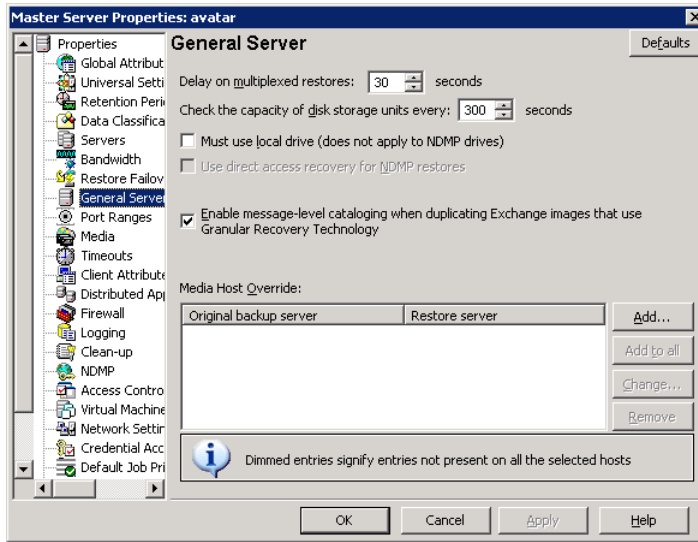 Master Server Properties: avatar
Properties
Global Attribut
Universal Setti
Retention Peri
Data Classifica
Servers
Bandwidth
Restore Failov
General Server
Port Ranges
Media
Timeouts
Client Attribute
Distributed App
Firewall
Logging
Clean-up
NDMP
Access Contro
Virtual Machine
Network Settin
Credential Acc
Default Job Pri
General Server
Defaults
Delay on multiplexed restores: 30 seconds
Check the capacity of disk storage units every: 300 seconds
Must use local drive (does not apply to NDMP drives)
Use direct access recovery for NDMP restores
Enable message-level cataloging when duplicating Exchange images that use
Granular Recovery Technology
Media Host Override:
Original backup server Restore server
Add...
Add to all
Change...
Remove
Dimmed entries signify entries not present on all the selected hosts
OK Cancel Apply Help